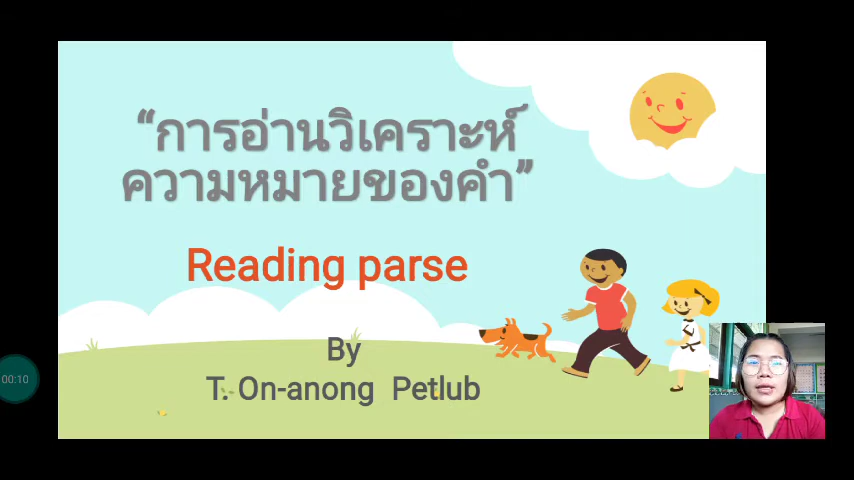 “การอ่านวิเคราะห์
ความหมายของคำ”
Reading parse
By
T. On-anong Petlub
00:10